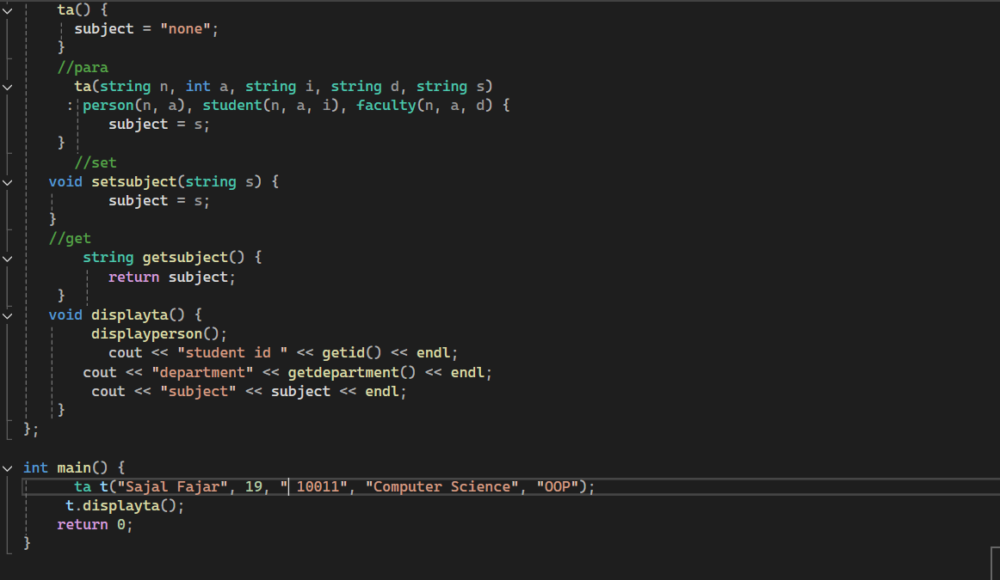 ta() {
subject = "none";
}
//para
ta(string n, int a, string i, string d, string s)
: person(n, a), student(n, a, i), faculty(n, a, d) {
subject = s;
}
//set
void setsubject(string s) {
subject = s;
}
//get
string getsubject() {
return subject;
}
void displayta() {
displayperson();
cout << "student id " << getid() << endl;
cout << "department" << getdepartment() << endl;
cout << "subject" << subject << endl;
}
};
int main() {
ta t("Sajal Fajar", 19, " 10011", "Computer Science", "OOP");
t.displayta();
return 0;
}